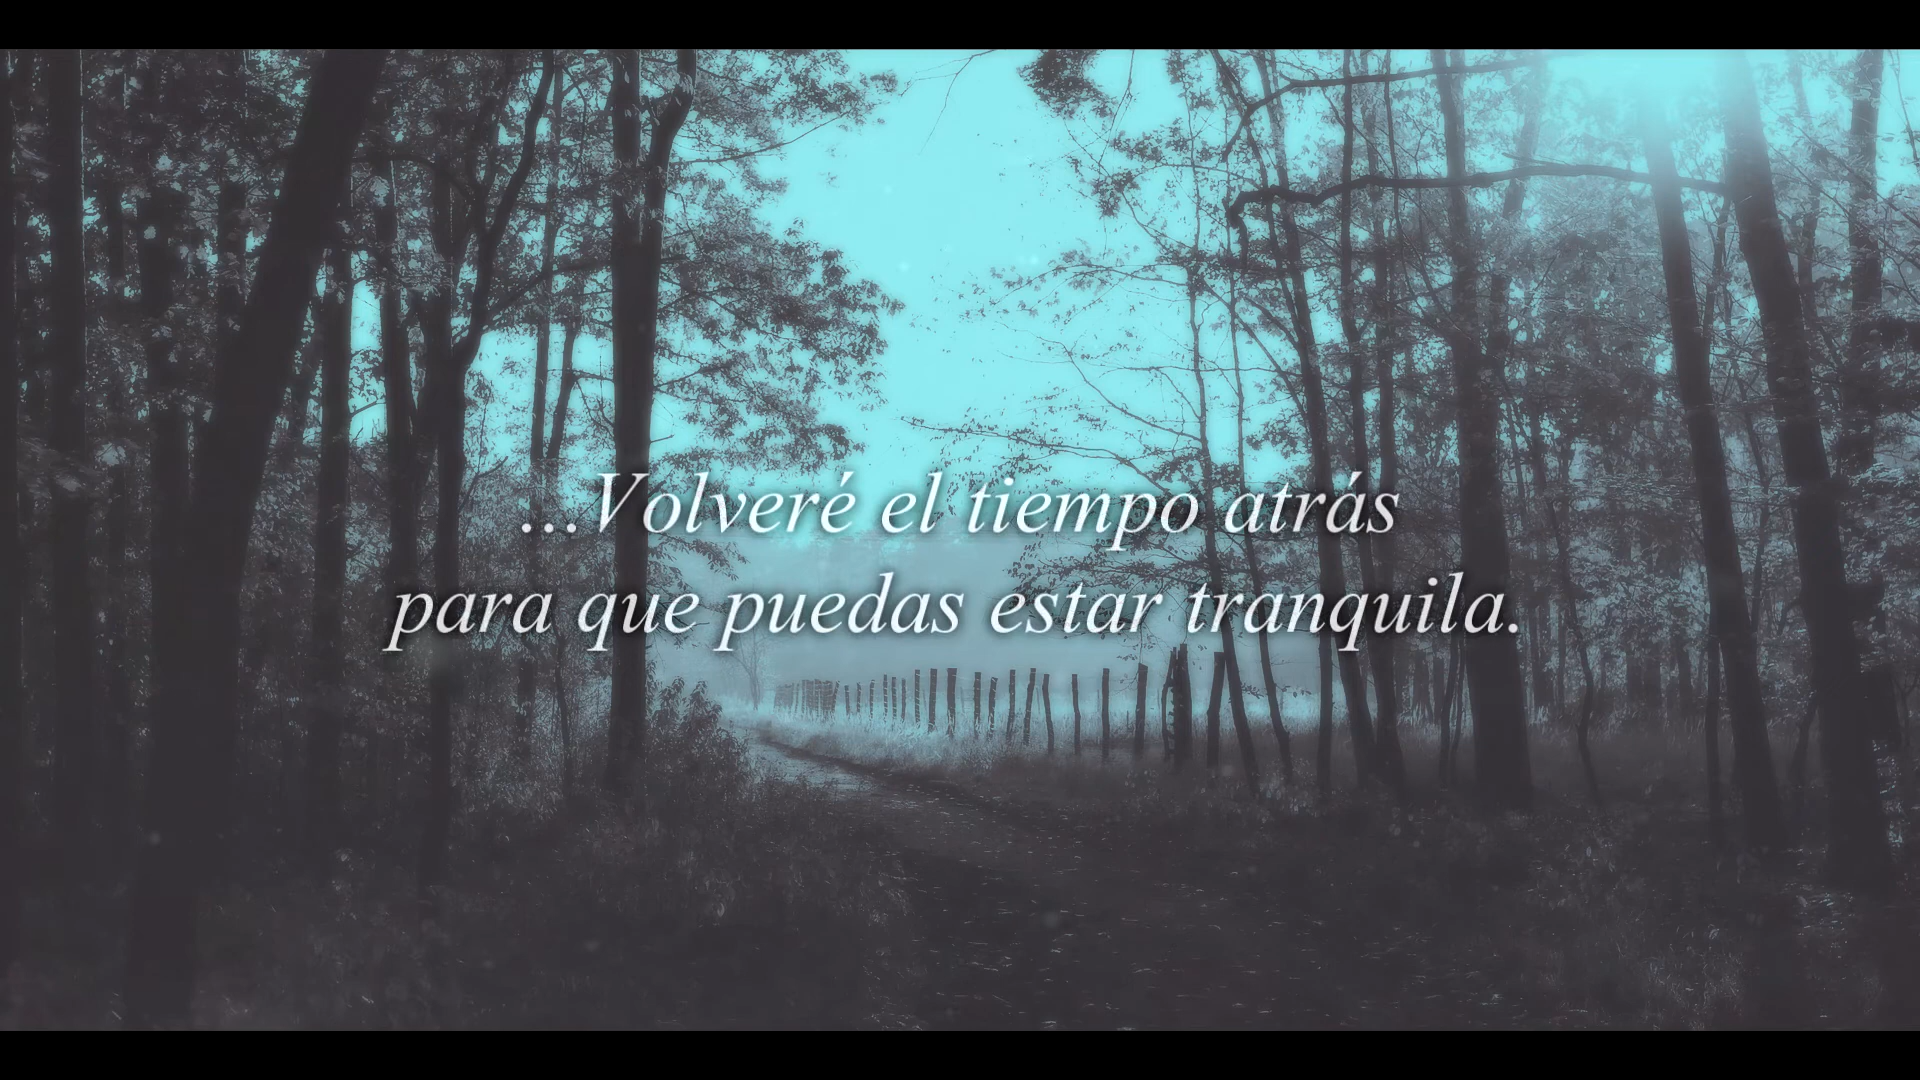 ...Volveré el tiempo atrás
para que puedas estar tranquila.